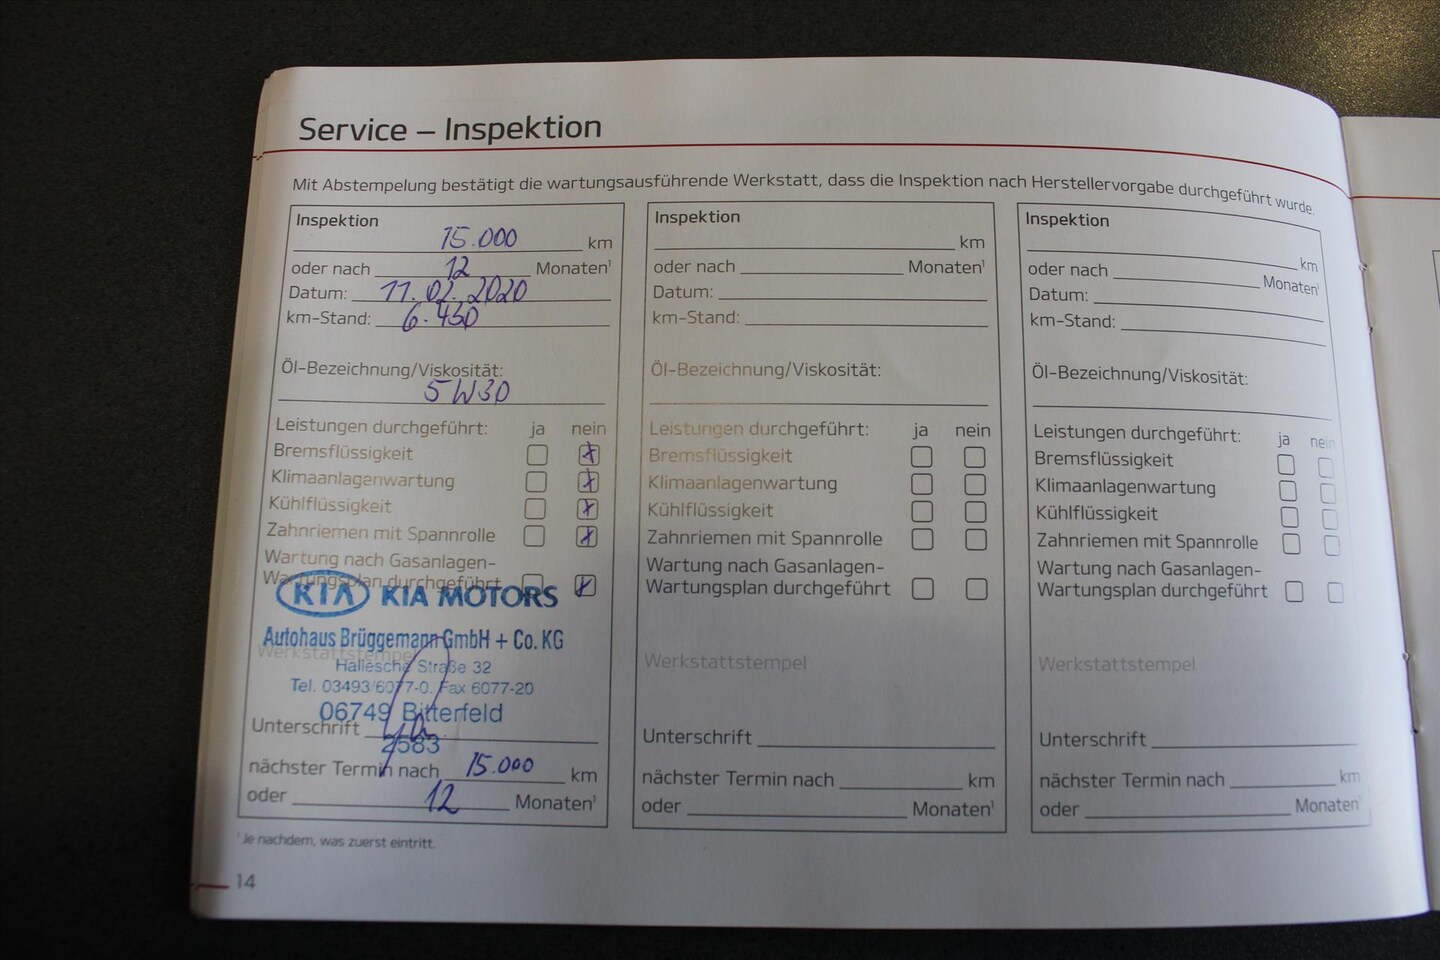 Service – Inspektion
Mit Abstempelung bestätigt die wartungsausführende Werkstatt, dass die Inspektion nach Herstellervorgabe durchgeführt wurde.
Inspektion
15.000 km
oder nach 12 Monaten¹
Datum: 11.02.2020
km-Stand: 6.430
Öl-Bezeichnung/Viskosität:
5W30
Leistungen durchgeführt: ja nein
Bremsflüssigkeit
Klimaanlagenwartung
Kühlflüssigkeit
Zahnriemen mit Spannrolle
Wartung nach Gasanlagen-
Wartungsplan durchgeführt
KIA KIA MOTORS
Autohaus Brüggemann GmbH + Co. KG
Werkstattstempel
Hallesche Straße 32
Tel. 03493/6077-0. Fax 6077-20
06749 Bitterfeld
Unterschrift
2583
nächster Termin nach 15.000 km
oder 12 Monaten¹
Inspektion
km
oder nach Monaten¹
Datum:
km-Stand:
Öl-Bezeichnung/Viskosität:
Leistungen durchgeführt: ja nein
Bremsflüssigkeit
Klimaanlagenwartung
Kühlflüssigkeit
Zahnriemen mit Spannrolle
Wartung nach Gasanlagen-
Wartungsplan durchgeführt
Werkstattstempel
Unterschrift
nächster Termin nach km
oder Monaten¹
Inspektion
km
oder nach Monaten¹
Datum:
km-Stand:
Öl-Bezeichnung/Viskosität:
Leistungen durchgeführt: ja nein
Bremsflüssigkeit
Klimaanlagenwartung
Kühlflüssigkeit
Zahnriemen mit Spannrolle
Wartung nach Gasanlagen-
Wartungsplan durchgeführt
Werkstattstempel
Unterschrift
nächster Termin nach km
oder Monaten¹
¹Je nachdem, was zuerst eintritt.
14